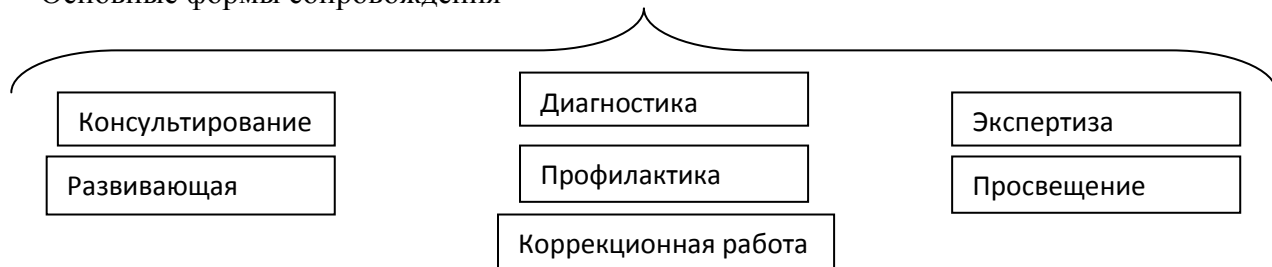 Основные формы сопровождения
Консультирование
Диагностика
Экспертиза
Развивающая
Профилактика
Просвещение
Коррекционная работа